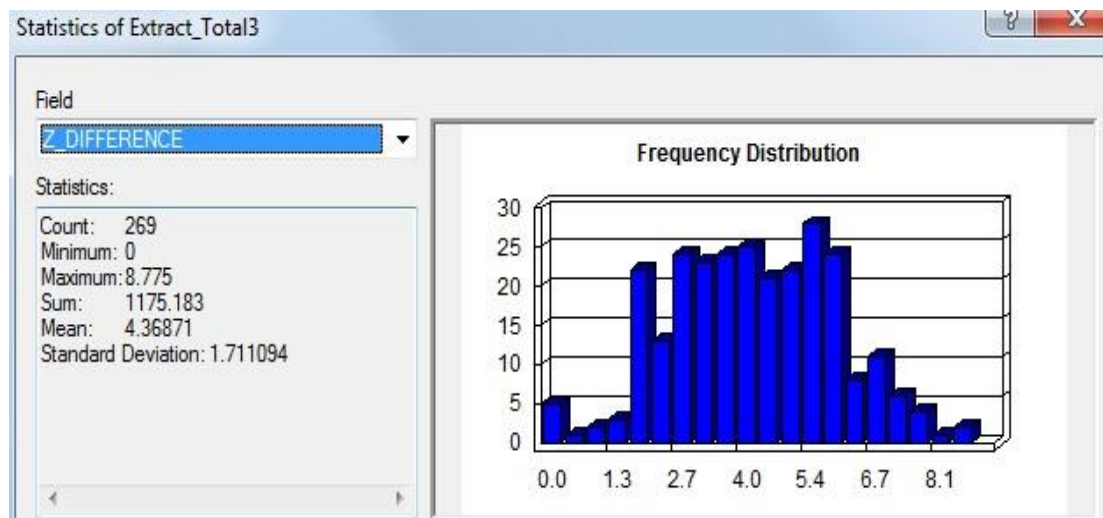 Statistics of Extract_Total3
? X
Field
Z_DIFFERENCE
Statistics:
Count: 269
Minimum: 0
Maximum: 8.775
Sum: 1175.183
Mean: 4.36871
Standard Deviation: 1.711094
Frequency Distribution
30
25
20
15
10
5
0
0.0 1.3 2.7 4.0 5.4 6.7 8.1